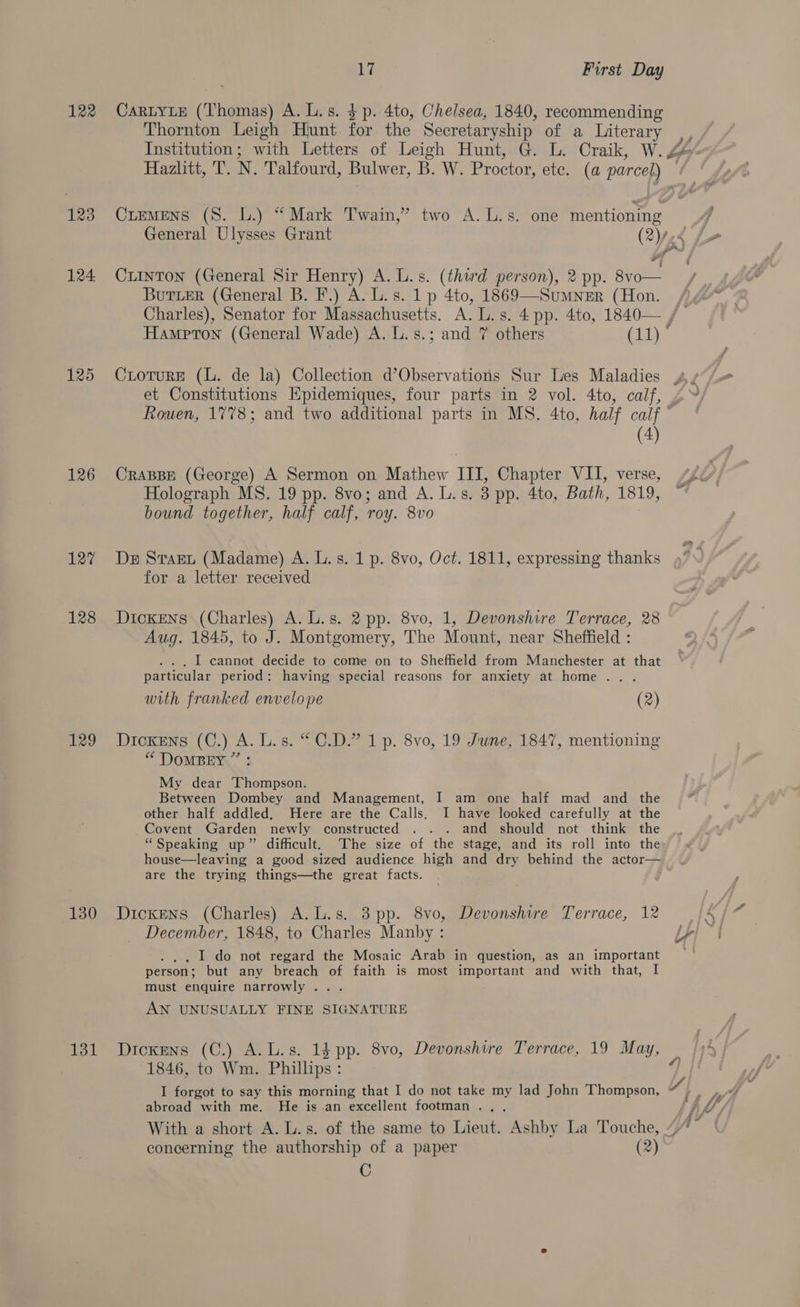 17 First Day
122 CARLYLE (Thomas) A. L. s. ½ p. 4to, Chelsea, 1840, recommending
Thornton Leigh Hunt for the Secretaryship of a Literary
Institution; with Letters of Leigh Hunt, G. L. Craik, W.
Hazlitt, T. N. Talfourd, Bulwer, B. W. Proctor, etc. (a parcel)
123 CLEMENS (S. L.) “Mark Twain,” two A. L. s. one mentioning
General Ulysses Grant (2)
124 CLINTON (General Sir Henry) A. L. s. (third person), 2 pp. 8vo—
BUTLER (General B. F.) A. L. s. 1 p 4to, 1869—SUMNER (Hon.
Charles), Senator for Massachusetts. A. L. s. 4 pp. 4to, 1840—
HAMPTON (General Wade) A. L. s.; and 7 others (11)
125 CLOTURE (L. de la) Collection d’Observations Sur Les Maladies
et Constitutions Epidemiques, four parts in 2 vol. 4to, calf,
Rouen, 1778; and two additional parts in MS. 4to, half calf
(4)
126 CRABBE (George) A Sermon on Mathew III, Chapter VII, verse,
Holograph MS. 19 pp. 8vo; and A. L. s. 3 pp. 4to, Bath, 1819,
bound together, half calf, roy. 8vo
127 DE STAEL (Madame) A. L. s. 1 p. 8vo, Oct. 1811, expressing thanks
for a letter received
128 DICKENS (Charles) A. L. s. 2 pp. 8vo, 1, Devonshire Terrace, 28
Aug. 1845, to J. Montgomery, The Mount, near Sheffield :
. . . I cannot decide to come on to Sheffield from Manchester at that
particular period: having special reasons for anxiety at home . . .
with franked envelope (2)
129 DICKENS (C.) A. L. s. “C.D.” 1 p. 8vo, 19 June, 1847, mentioning
“DOMBEY” :
My dear Thompson.
Between Dombey and Management, I am one half mad and the
other half addled. Here are the Calls. I have looked carefully at the
Covent Garden newly constructed . . . and should not think the
“Speaking up” difficult. The size of the stage, and its roll into the
house—leaving a good sized audience high and dry behind the actor—
are the trying things—the great facts.
130 DICKENS (Charles) A. L. s. 3 pp. 8vo, Devonshire Terrace, 12
December, 1848, to Charles Manby :
. . . I do not regard the Mosaic Arab in question, as an important
person; but any breach of faith is most important and with that, I
must enquire narrowly . . .
AN UNUSUALLY FINE SIGNATURE
131 DICKENS (C.) A. L. s. 1½ pp. 8vo, Devonshire Terrace, 19 May,
1846, to Wm. Phillips :
I forgot to say this morning that I do not take my lad John Thompson,
abroad with me. He is an excellent footman . . .
With a short A. L. s. of the same to Lieut. Ashby La Touche,
concerning the authorship of a paper (2)
C